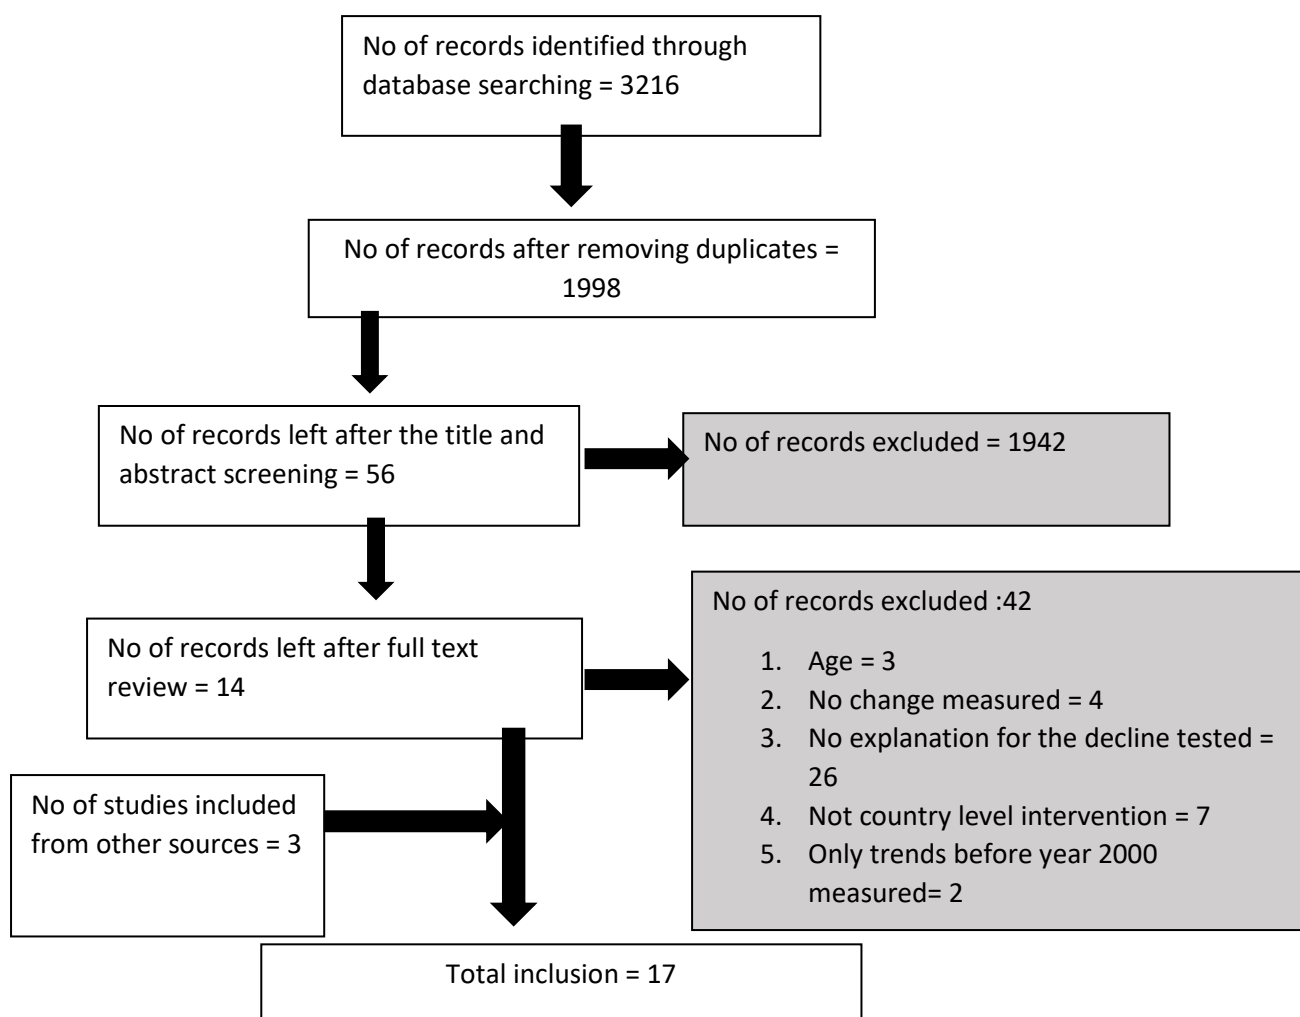 No of records identified through
database searching = 3216
No of records after removing duplicates =
1998
No of records left after the title and
abstract screening = 56
No of records excluded = 1942
No of records left after full text
review = 14
No of records excluded :42
1. Age = 3
2. No change measured = 4
3. No explanation for the decline tested =
26
4. Not country level intervention = 7
5. Only trends before year 2000
measured= 2
No of studies included
from other sources = 3
Total inclusion = 17